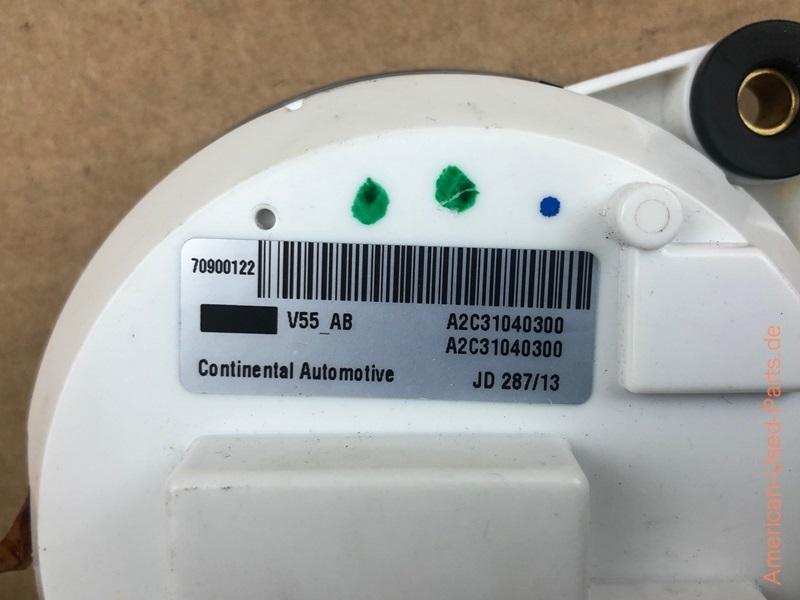 70900122
V55_AB A2C31040300
A2C31040300
Continental Automotive JD 287/13
American-Used-Parts.de